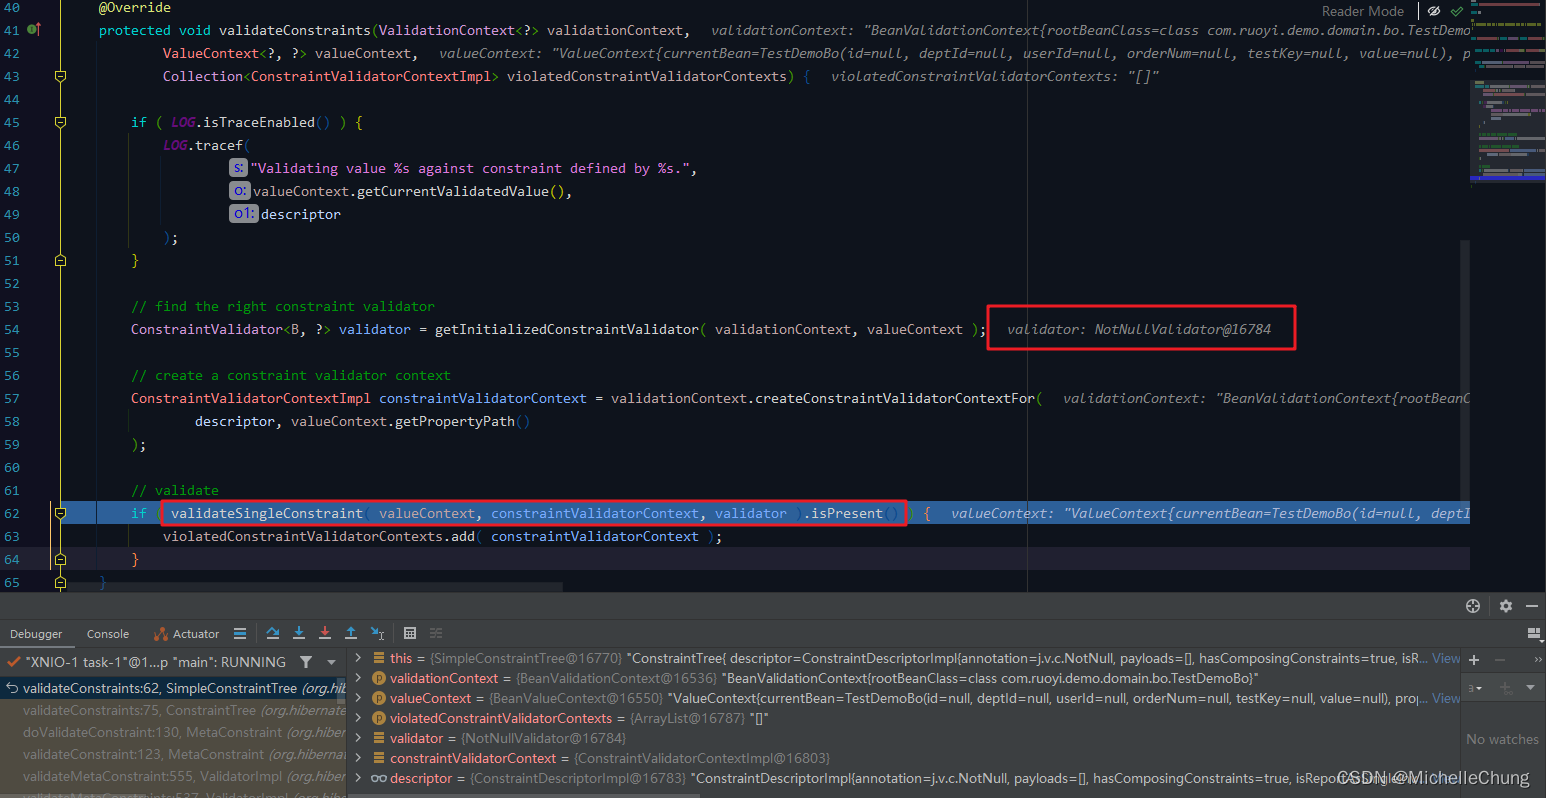 Reader Mode
40 @Override
41 protected void validateConstraints(ValidationContext<?> validationContext, validationContext: "BeanValidationContext{rootBeanClass=class com.ruoyi.demo.domain.bo.TestDemo
42 ValueContext<?, ?> valueContext, valueContext: "ValueContext{currentBean=TestDemoBo(id=null, deptId=null, userId=null, orderNum=null, testKey=null, value=null), p
43 Collection<ConstraintValidatorContextImpl> violatedConstraintValidatorContexts) { violatedConstraintValidatorContexts: "[]"
44
45 if ( LOG.isTraceEnabled() ) {
46 LOG.tracef(
47 s: "Validating value %s against constraint defined by %s.",
48 o: valueContext.getCurrentValidatedValue(),
49 o1: descriptor
50 );
51 }
52
53 // find the right constraint validator
54 ConstraintValidator<B, ?> validator = getInitializedConstraintValidator( validationContext, valueContext ); validator: NotNullValidator@16784
55
56 // create a constraint validator context
57 ConstraintValidatorContextImpl constraintValidatorContext = validationContext.createConstraintValidatorContextFor( validationContext: "BeanValidationContext{rootBeanC
58 descriptor, valueContext.getPropertyPath()
59 );
60
61 // validate
62 if ( validateSingleConstraint( valueContext, constraintValidatorContext, validator ).isPresent() ) { valueContext: "ValueContext{currentBean=TestDemoBo(id=null, deptI
63 violatedConstraintValidatorContexts.add( constraintValidatorContext );
64 }
65 }
Debugger Console Actuator
"XNIO-1 task-1"@1...p "main": RUNNING
validateConstraints:62, SimpleConstraintTree (org.hib
validateConstraints:75, ConstraintTree (org.hibernate
doValidateConstraint:130, MetaConstraint (org.hiber
validateConstraint:123, MetaConstraint (org.hiberna
validateMetaConstraint:555, ValidatorImpl (org.hiber
validateMetaConstraints:537, ValidatorImpl (org.hibe
this = {SimpleConstraintTree@16770} "ConstraintTree{ descriptor=ConstraintDescriptorImpl{annotation=j.v.c.NotNull, payloads=[], hasComposingConstraints=true, isR... View
validationContext = {BeanValidationContext@16536} "BeanValidationContext{rootBeanClass=class com.ruoyi.demo.domain.bo.TestDemoBo}"
valueContext = {BeanValueContext@16550} "ValueContext{currentBean=TestDemoBo(id=null, deptId=null, userId=null, orderNum=null, testKey=null, value=null), prop... View
violatedConstraintValidatorContexts = {ArrayList@16787} "[]"
validator = {NotNullValidator@16784}
constraintValidatorContext = {ConstraintValidatorContextImpl@16803}
descriptor = {ConstraintDescriptorImpl@16783} "ConstraintDescriptorImpl{annotation=j.v.c.NotNull, payloads=[], hasComposingConstraints=true, isRepor
No watches
CSDN @MichelleChung